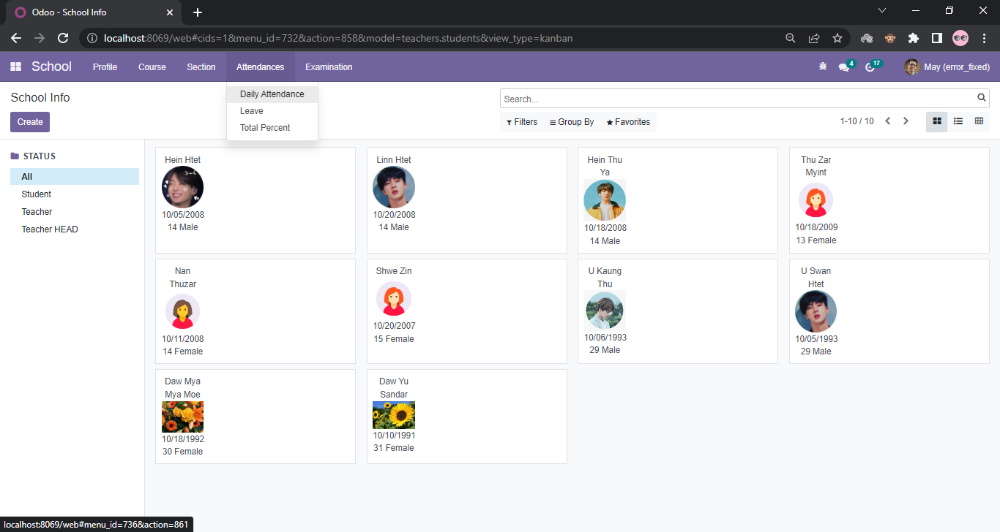 Odoo - School Info
localhost:8069/web#cids=1&menu_id=732&action=858&model=teachers.students&view_type=kanban
School Profile Course Section Attendances Examination 4 17 May (error_fixed)
School Info
Search...
Create
Filters Group By Favorites 1-10 / 10
Daily Attendance
Leave
Total Percent
STATUS
All
Student
Teacher
Teacher HEAD
Hein Htet
10/05/2008
14 Male
Linn Htet
10/20/2008
14 Male
Hein Thu
Ya
10/18/2008
14 Male
Thu Zar
Myint
10/18/2009
13 Female
Nan
Thuzar
10/11/2008
14 Female
Shwe Zin
10/20/2007
15 Female
U Kaung
Thu
10/06/1993
29 Male
U Swan
Htet
10/05/1993
29 Male
Daw Mya
Mya Moe
10/18/1992
30 Female
Daw Yu
Sandar
10/10/1991
31 Female
localhost:8069/web#menu_id=736&action=861